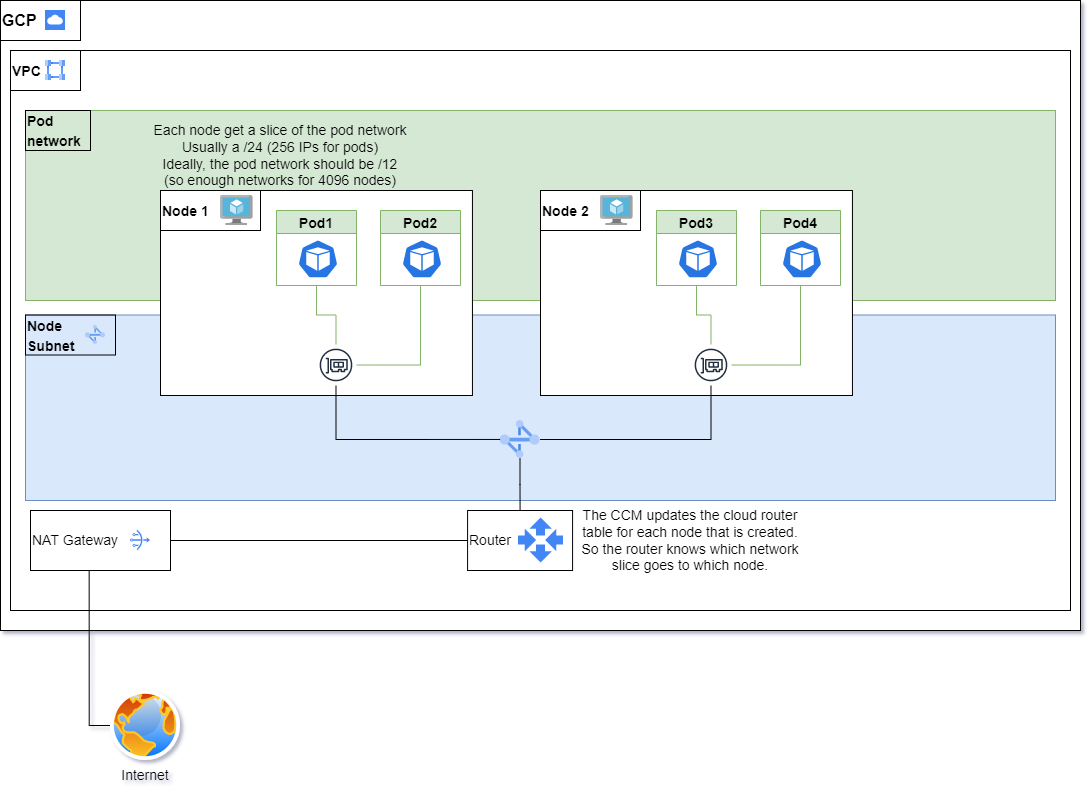 GCP
VPC
Pod
network
Each node get a slice of the pod network
Usually a /24 (256 IPs for pods)
Ideally, the pod network should be /12
(so enough networks for 4096 nodes)
Node 1
Pod1
Pod2
Node 2
Pod3
Pod4
Node
Subnet
NAT Gateway
Router
The CCM updates the cloud router
table for each node that is created.
So the router knows which network
slice goes to which node.
Internet